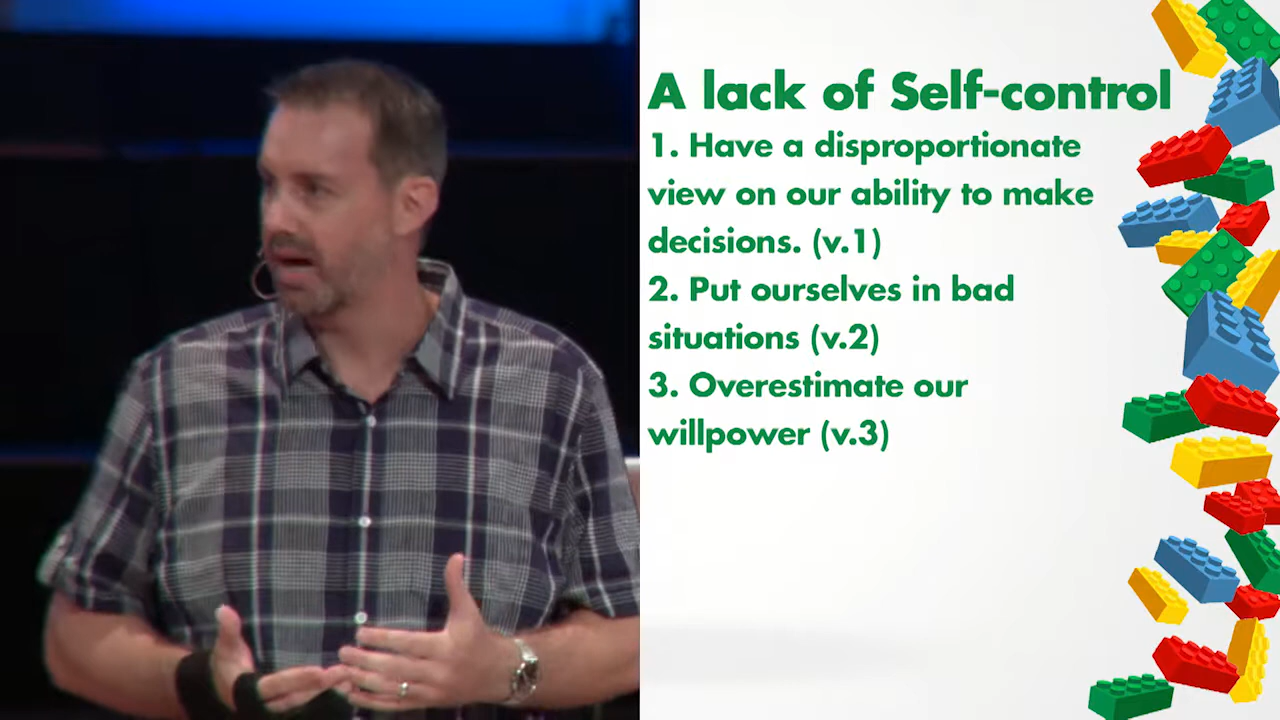 A lack of Self-control
1. Have a disproportionate
view on our ability to make
decisions. (v.1)
2. Put ourselves in bad
situations (v.2)
3. Overestimate our
willpower (v.3)